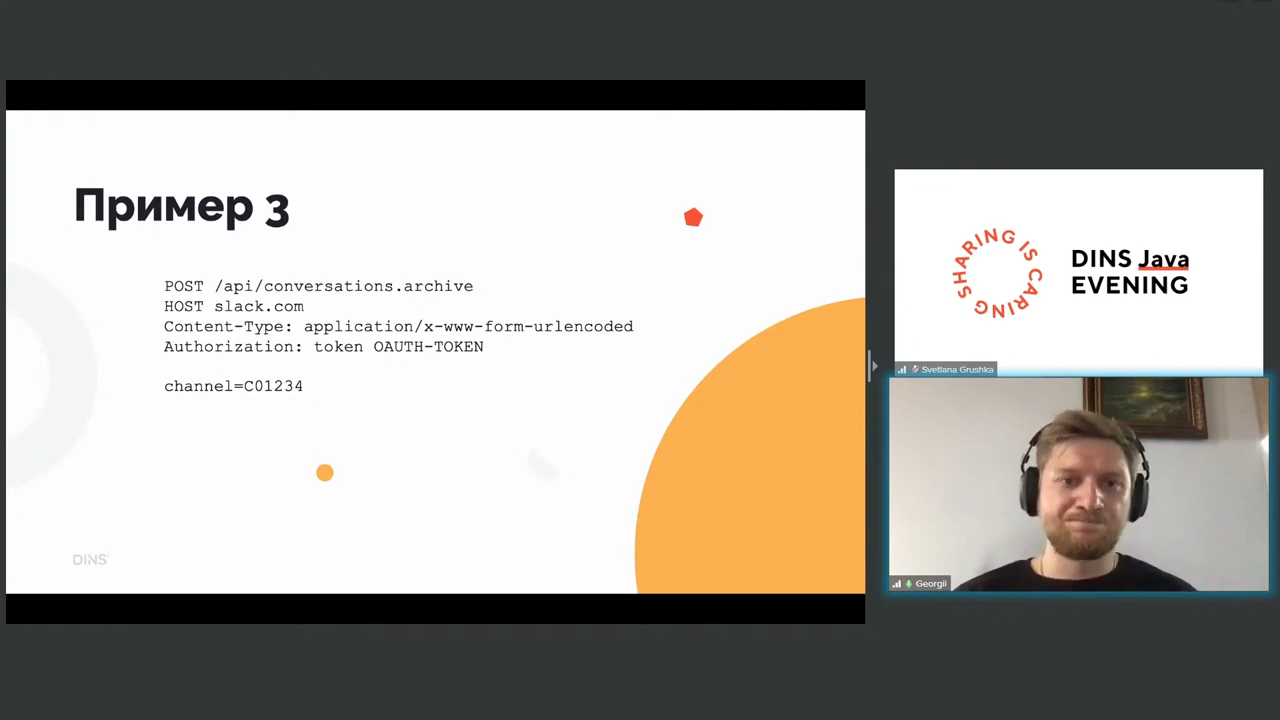 Пример 3
POST /api/conversations.archive
HOST slack.com
Content-Type: application/x-www-form-urlencoded
Authorization: token OAUTH-TOKEN
channel=C01234
DINS
SHARING IS CARING
DINS Java
EVENING
Svetlana Grushka
Georgii